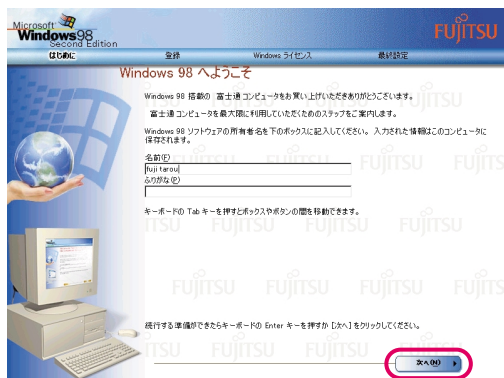 Microsoft
Windows98
Second Edition
FUJITSU
はじめに 登録 Windows ライセンス 最終設定
Windows 98 へようこそ
Windows 98 搭載の 富士通コンピュータをお買い上げいただきありがとうございます。
富士通コンピュータを最大限に利用していただくためのステップをご案内します。
Windows 98 ソフトウェアの所有者名を下のボックスに記入してください。 入力された情報はこのコンピュータに
保存されます。
名前(F)
fuji tarou
ふりがな(P)
キーボードの Tab キーを押すとボックスやボタンの間を移動できます。
続行する準備ができたらキーボードの Enter キーを押すか [次へ] をクリックしてください。
次へ(N)